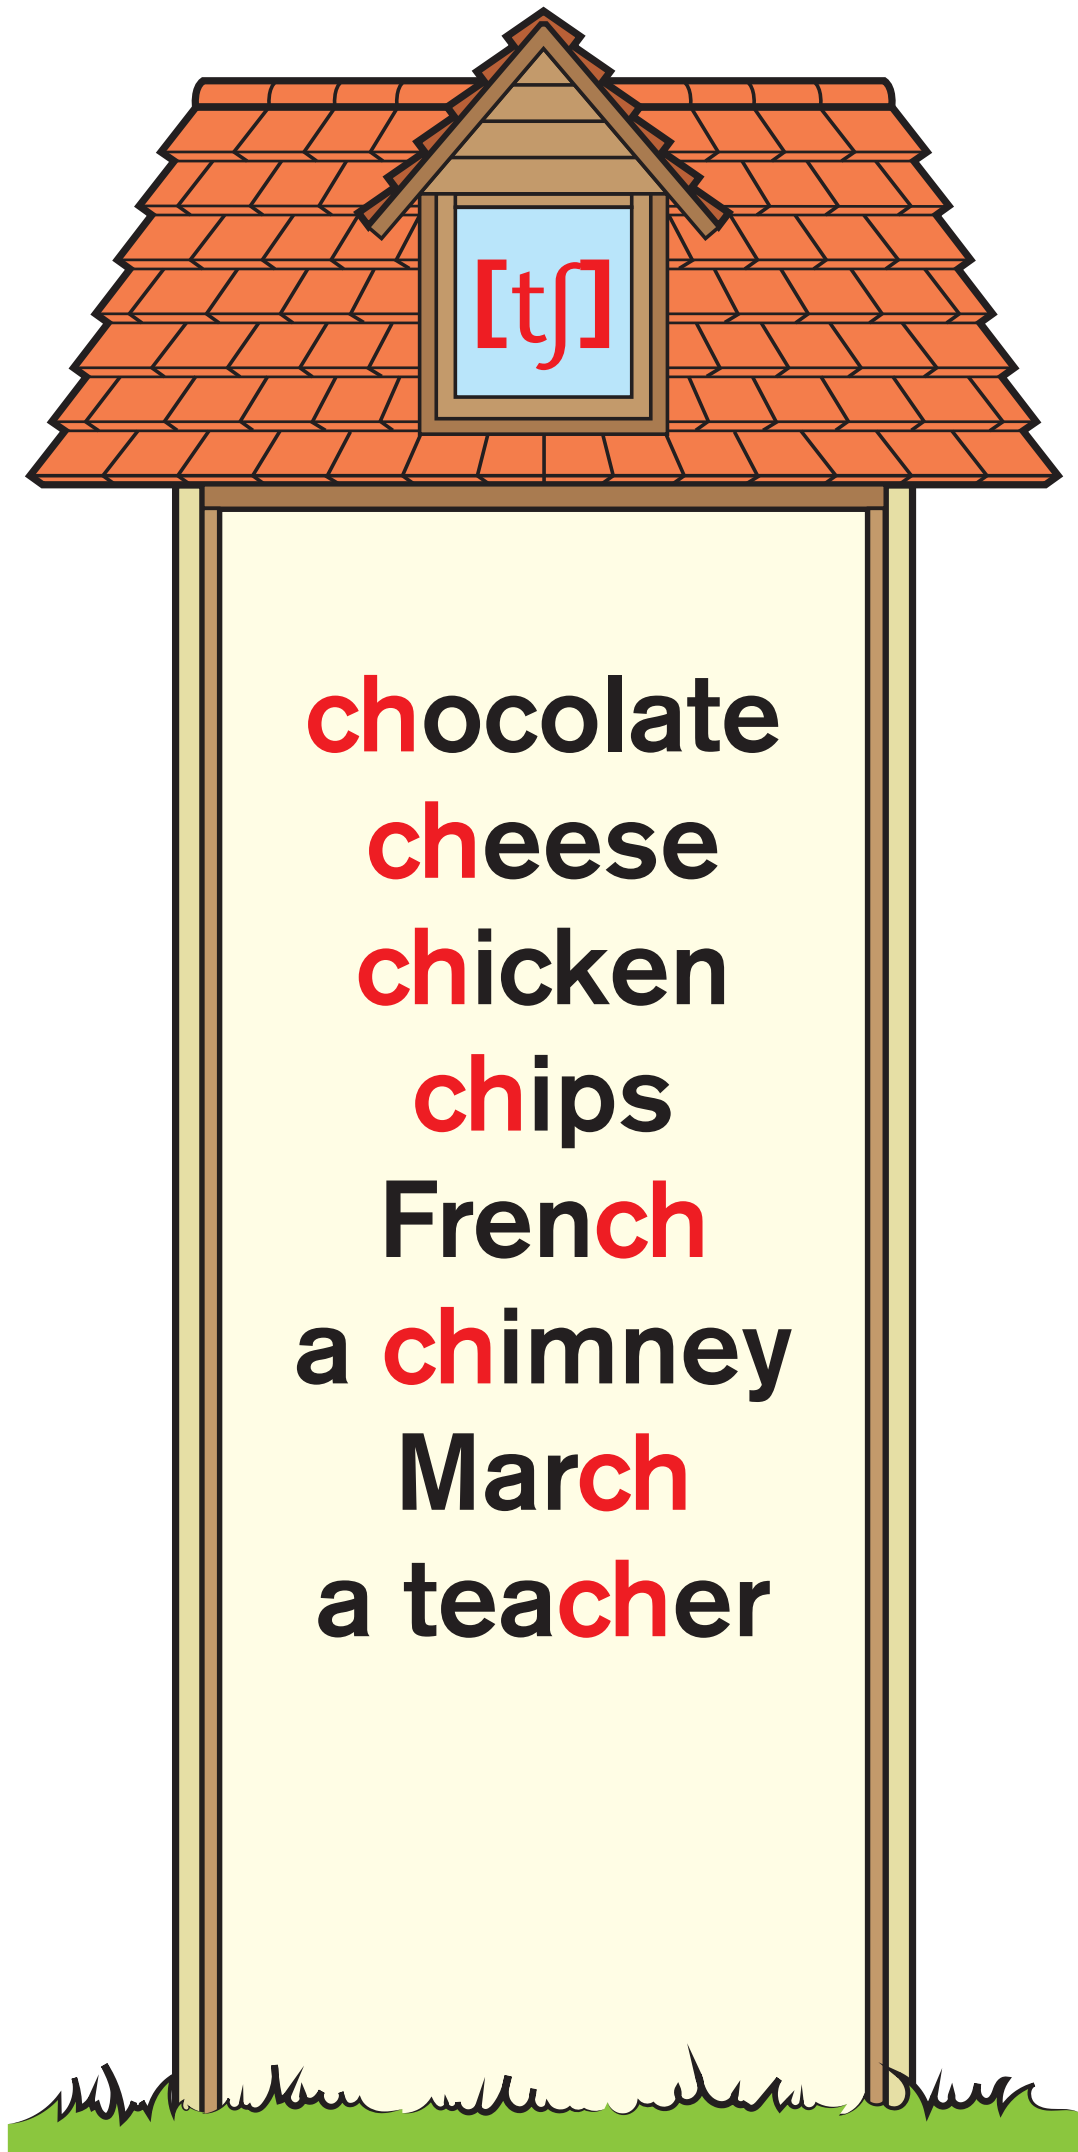 [tʃ]
chocolate
cheese
chicken
chips
French
a chimney
March
a teacher